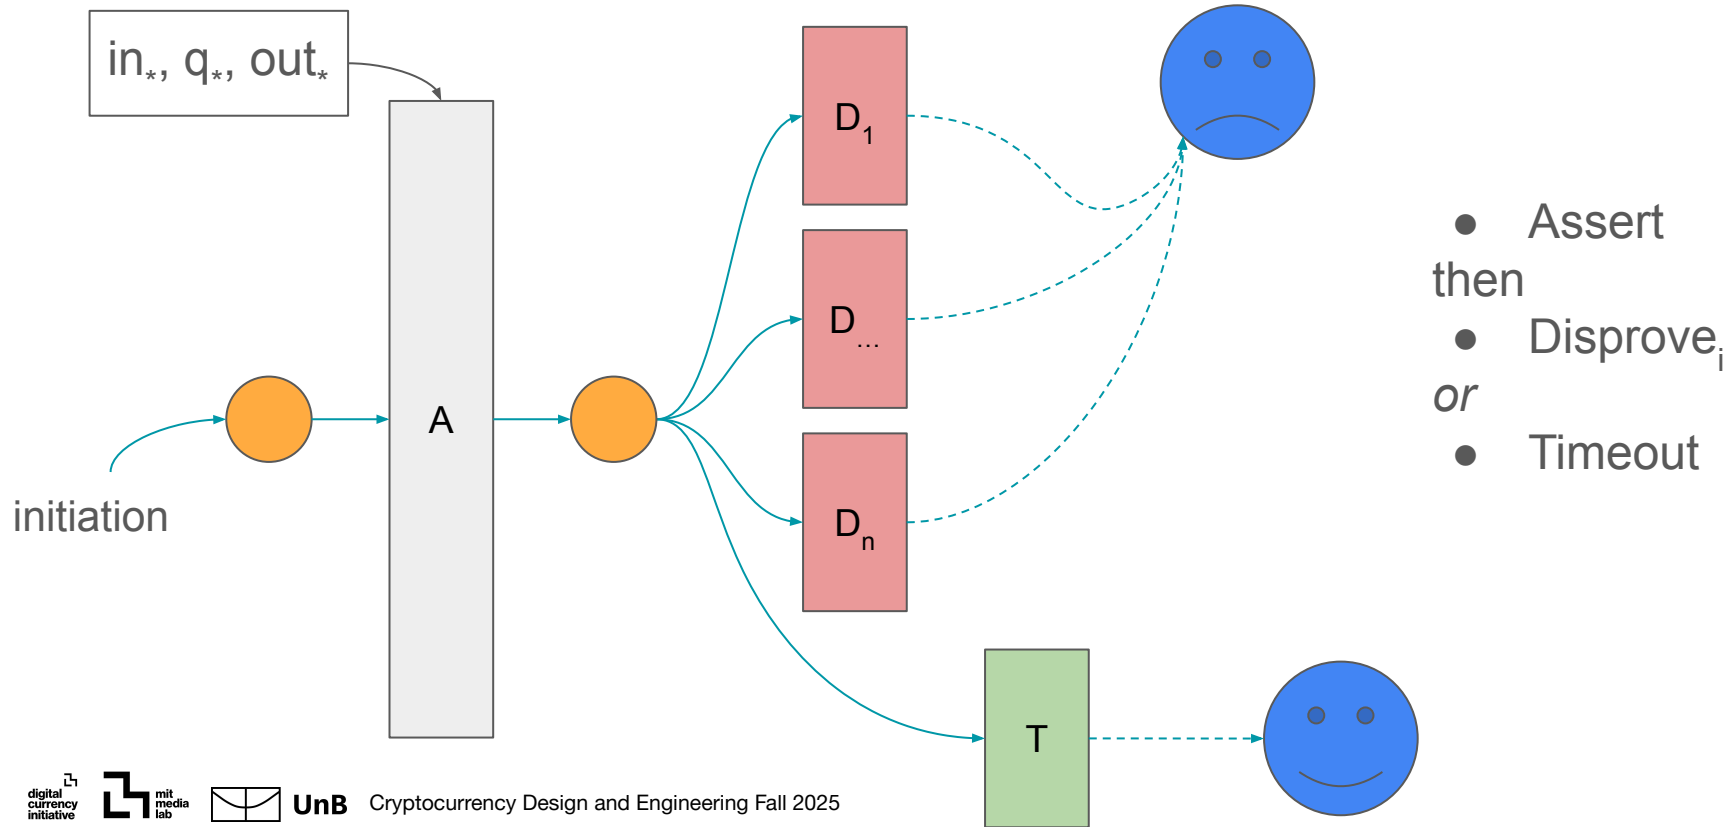 in*, q*, out*
D1
D...
Dn
A
T
initiation
● Assert
then
● Disprovei
or
● Timeout
digital
currency
initiative
mit
media
lab
UnB
Cryptocurrency Design and Engineering Fall 2025